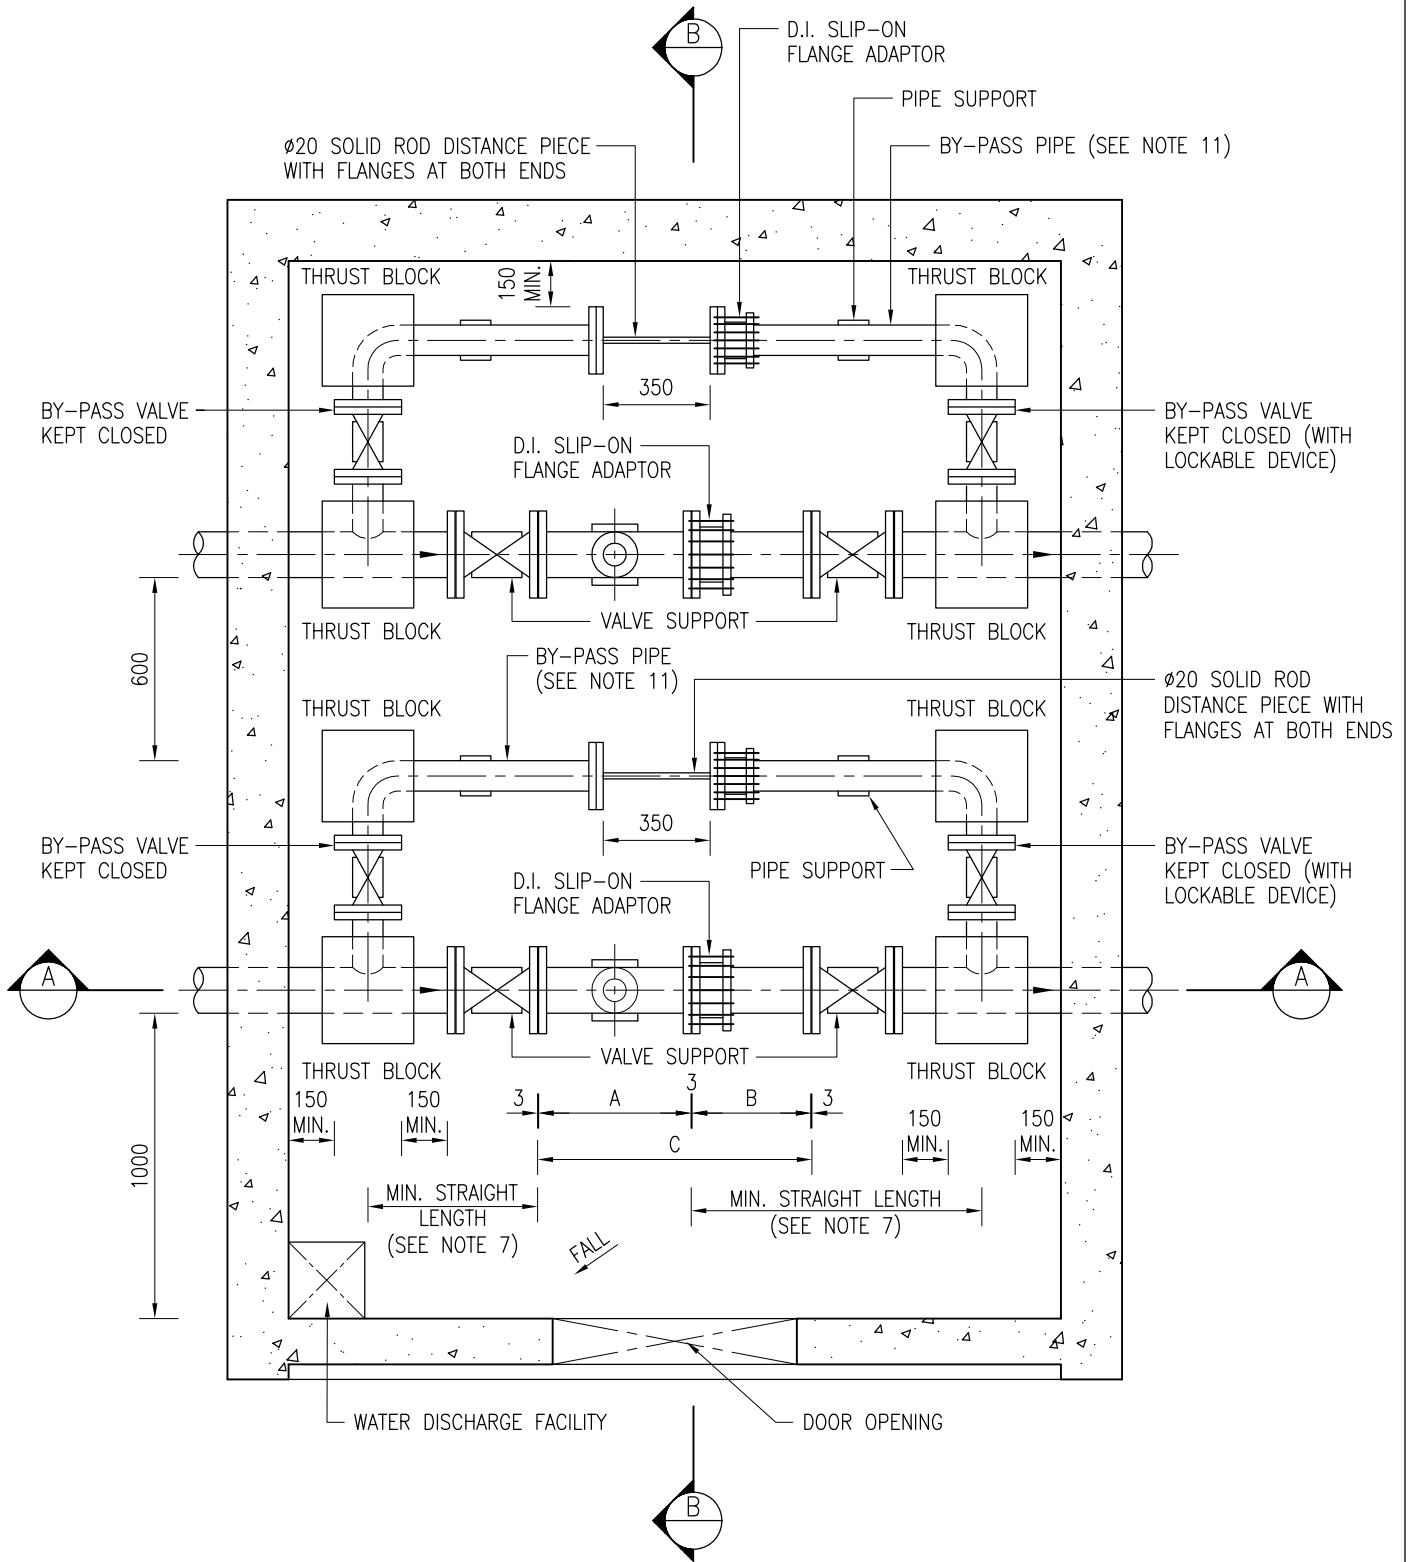 B
D.I. SLIP-ON
FLANGE ADAPTOR
PIPE SUPPORT
ø20 SOLID ROD DISTANCE PIECE
WITH FLANGES AT BOTH ENDS
BY-PASS PIPE (SEE NOTE 11)
THRUST BLOCK
150
MIN.
THRUST BLOCK
350
BY-PASS VALVE
KEPT CLOSED
D.I. SLIP-ON
FLANGE ADAPTOR
BY-PASS VALVE
KEPT CLOSED (WITH
LOCKABLE DEVICE)
THRUST BLOCK
VALVE SUPPORT
THRUST BLOCK
600
BY-PASS PIPE
(SEE NOTE 11)
ø20 SOLID ROD
DISTANCE PIECE WITH
FLANGES AT BOTH ENDS
THRUST BLOCK
THRUST BLOCK
350
BY-PASS VALVE
KEPT CLOSED
PIPE SUPPORT
BY-PASS VALVE
KEPT CLOSED (WITH
LOCKABLE DEVICE)
D.I. SLIP-ON
FLANGE ADAPTOR
A
A
THRUST BLOCK
VALVE SUPPORT
THRUST BLOCK
150
MIN.
150
MIN.
3
A
3
B
3
150
MIN.
150
MIN.
C
1000
MIN. STRAIGHT
LENGTH
(SEE NOTE 7)
MIN. STRAIGHT LENGTH
(SEE NOTE 7)
FALL
WATER DISCHARGE FACILITY
DOOR OPENING
B